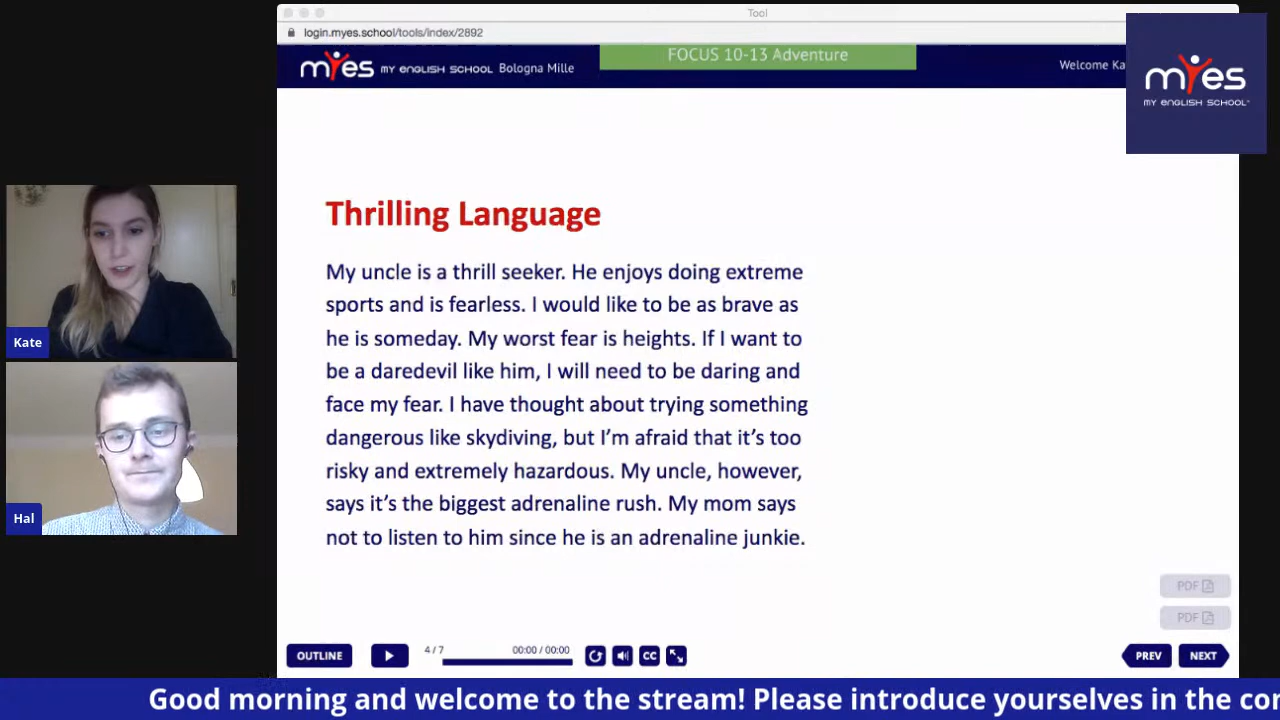 Tool
login.myes.school/tools/index/2892
myes MY ENGLISH SCHOOL Bologna Mille
FOCUS 10-13 Adventure
Welcome Ka
myes
MY ENGLISH SCHOOL
Thrilling Language
My uncle is a thrill seeker. He enjoys doing extreme
sports and is fearless. I would like to be as brave as
he is someday. My worst fear is heights. If I want to
be a daredevil like him, I will need to be daring and
face my fear. I have thought about trying something
dangerous like skydiving, but I'm afraid that it's too
risky and extremely hazardous. My uncle, however,
says it's the biggest adrenaline rush. My mom says
not to listen to him since he is an adrenaline junkie.
Kate
Hal
PDF
PDF
OUTLINE
4/7
00:00 / 00:00
CC
PREV
NEXT
Good morning and welcome to the stream! Please introduce yourselves in the co